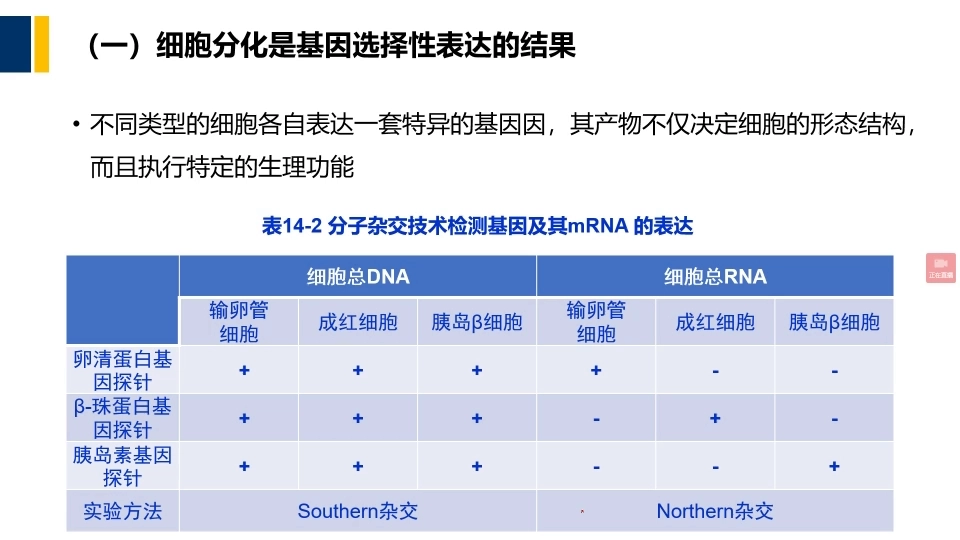 （一）细胞分化是基因选择性表达的结果
• 不同类型的细胞各自表达一套特异的基因因，其产物不仅决定细胞的形态结构，
而且执行特定的生理功能
表14-2 分子杂交技术检测基因及其mRNA 的表达
细胞总DNA 细胞总RNA
输卵管
细胞 成红细胞 胰岛β细胞 输卵管
细胞 成红细胞 胰岛β细胞
卵清蛋白基
因探针 + + + + - -
β-珠蛋白基
因探针 + + + - + -
胰岛素基因
探针 + + + - - +
实验方法 Southern杂交 Northern杂交
正在直播